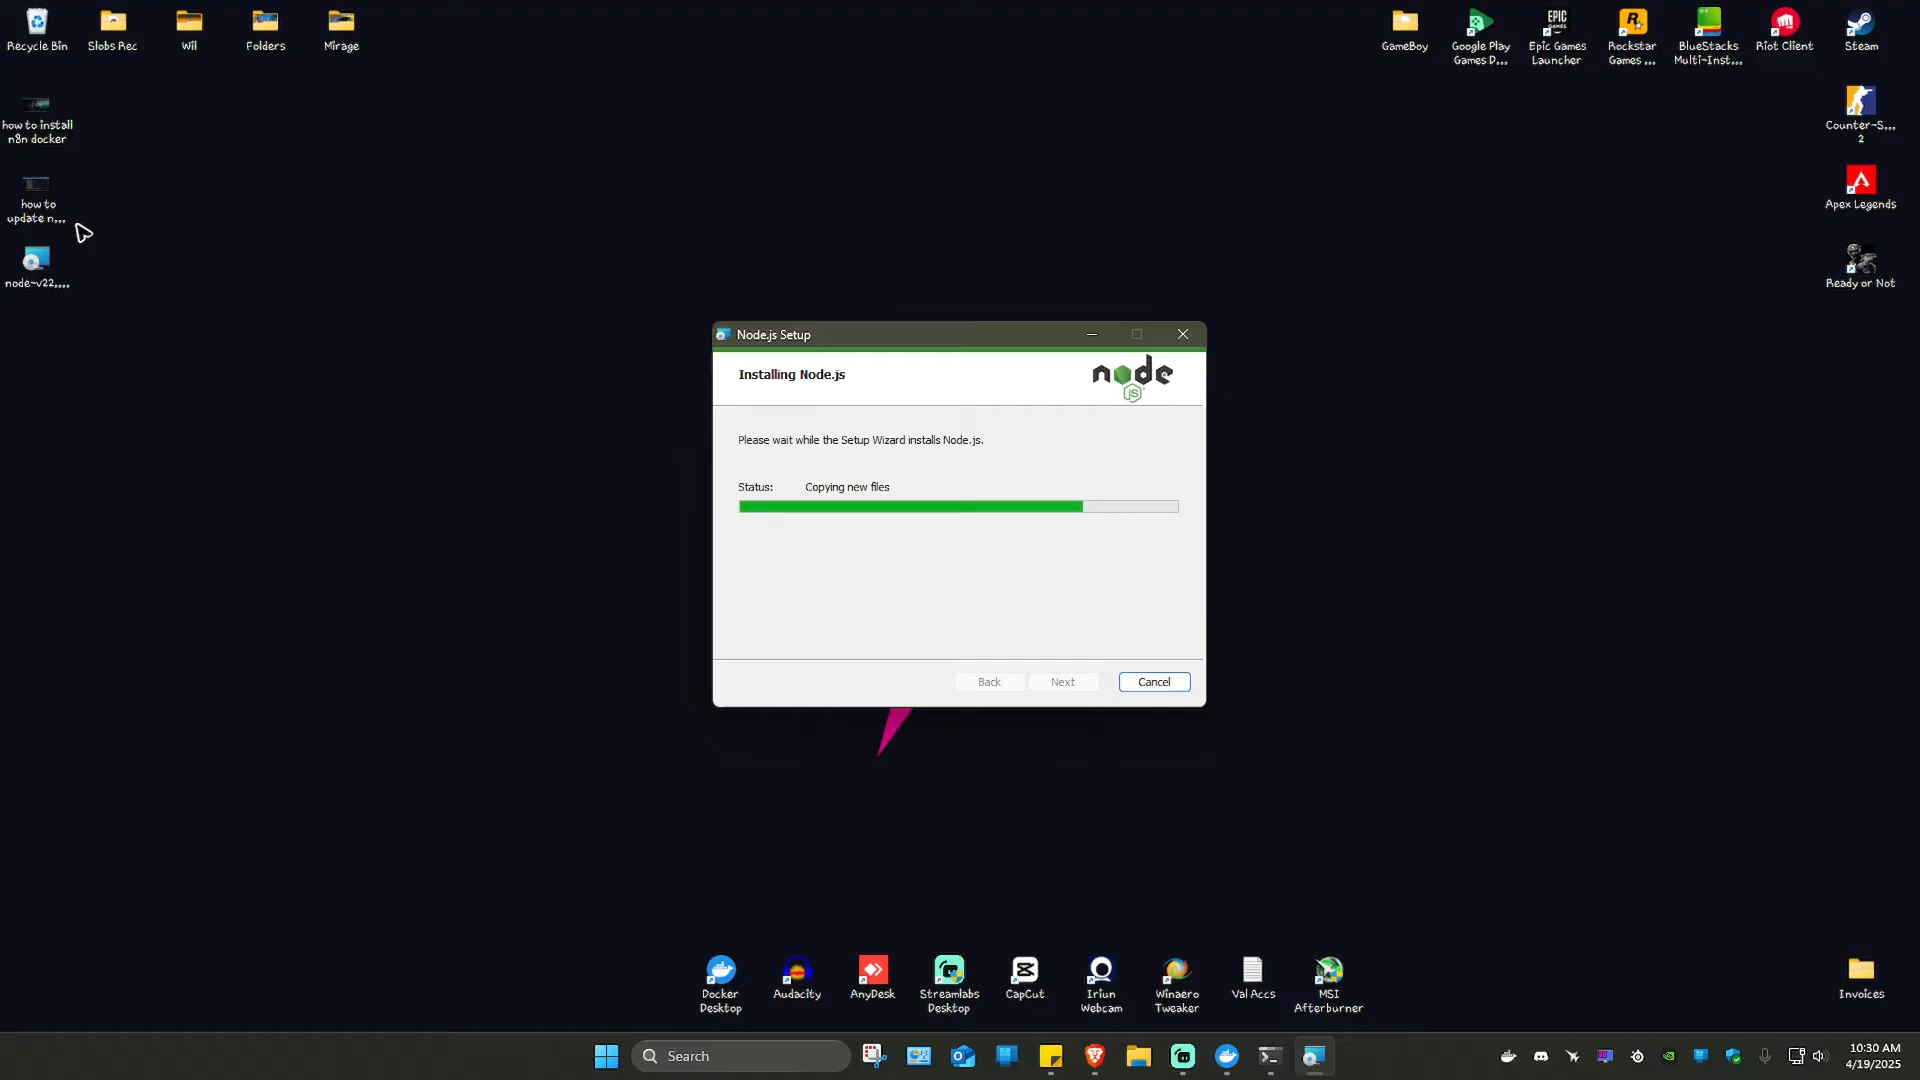 Recycle Bin
Slobs Rec
Wil
Folders
Mirage
GameBoy
Google Play
Games D...
Epic Games
Launcher
Rockstar
Games ...
BlueStacks
Multi-Inst...
Riot Client
Steam
how to install
n8n docker
how to
update n...
node-v22....
Counter-S...
2
Apex Legends
Ready or Not
EPIC
GAMES
Node.js Setup
Installing Node.js
node
JS
Please wait while the Setup Wizard installs Node.js.
Status:
Copying new files
Back
Next
Cancel
Docker
Desktop
Audacity
AnyDesk
Streamlabs
Desktop
CapCut
Iriun
Webcam
Winaero
Tweaker
Val Accs
MSI
Afterburner
Invoices
Search
10:30 AM
4/19/2025